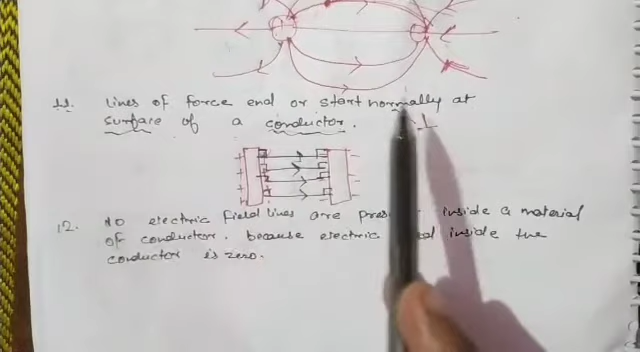 11. Lines of force end or start normally at
surface of a conductor. ⊥
12. No electric field lines are inside a material
of conductor. because electric inside the
conductor is zero.